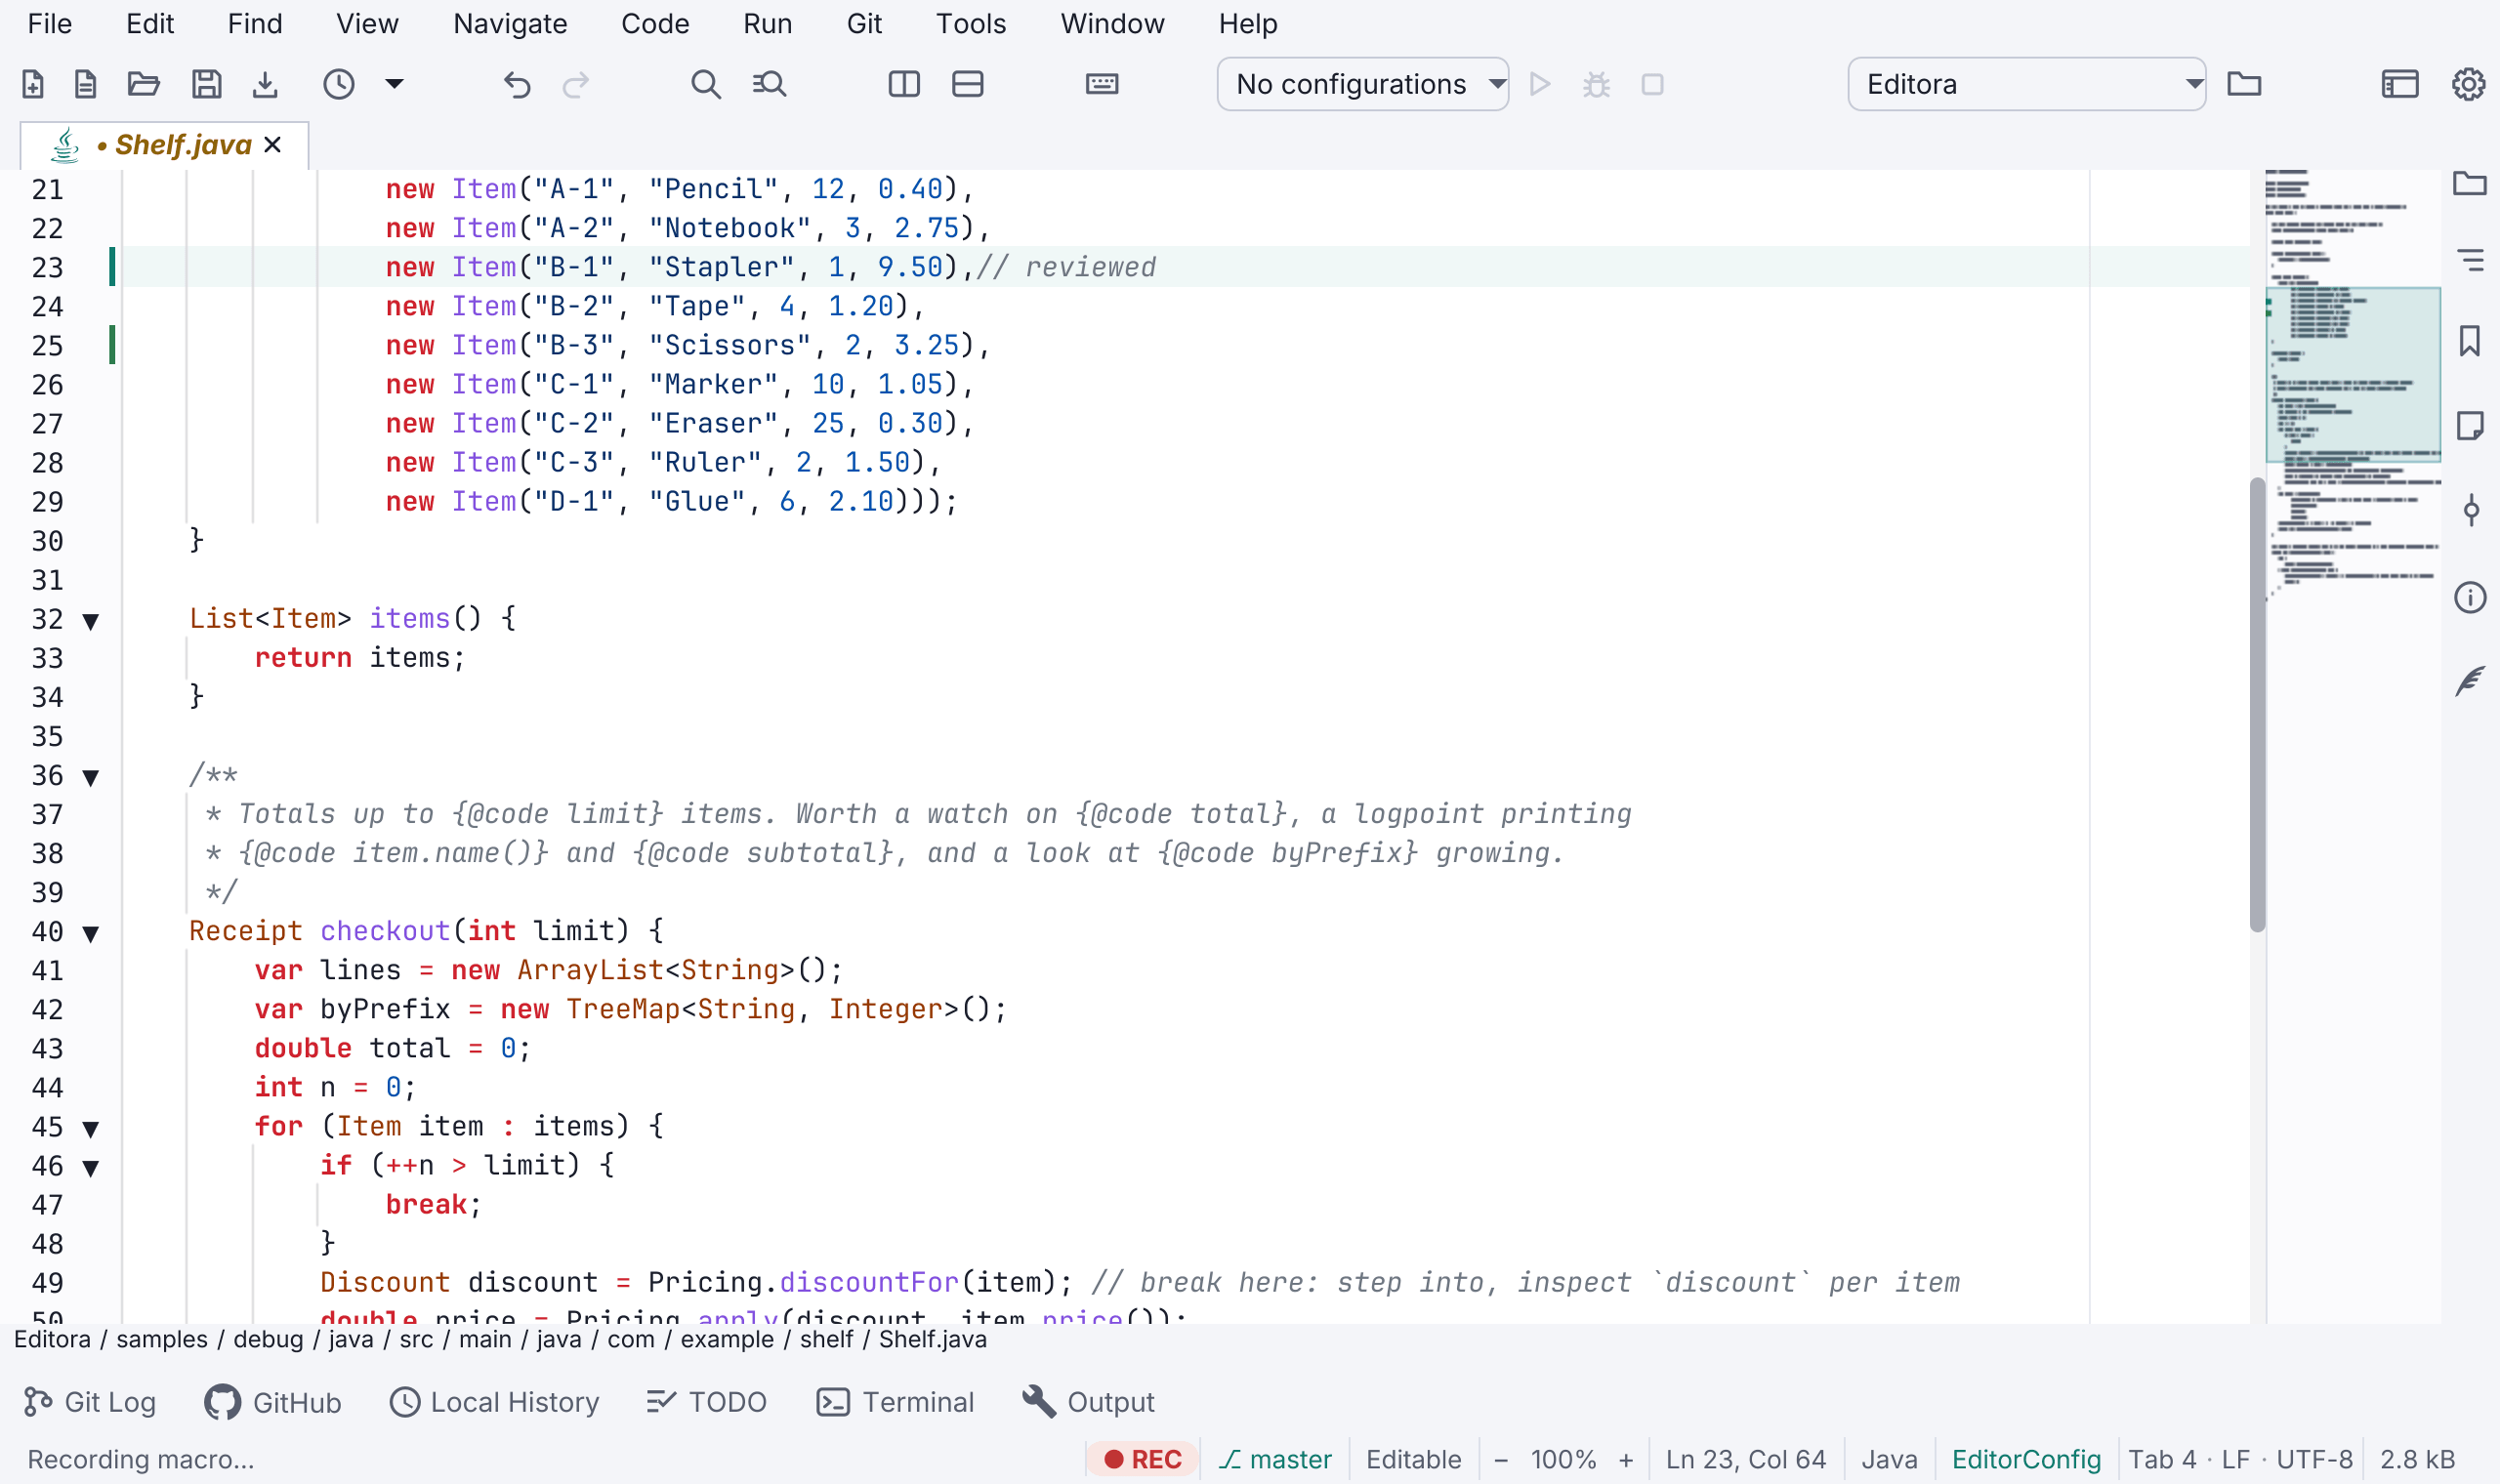 File Edit View Navigate Code Run Git Tools Window Help
No configurations Editora
• Shelf.java
21 new Item("A-1", "Pencil", 12, 0.40),
22 new Item("A-2", "Notebook", 3, 2.75),
23 new Item("B-1", "Stapler", 1, 9.50),// reviewed
24 new Item("B-2", "Tape", 4, 1.20),
25 new Item("B-3", "Scissors", 2, 3.25),
26 new Item("C-1", "Marker", 10, 1.05),
27 new Item("C-2", "Eraser", 25, 0.30),
28 new Item("C-3", "Ruler", 2, 1.50),
29 new Item("D-1", "Glue", 6, 2.10)));
30 }
31
32 List<Item> items() {
33 return items;
34 }
35
36 /**
37 * Totals up to {@code limit} items. Worth a watch on {@code total}, a logpoint printing
38 * {@code item.name()} and {@code subtotal}, and a look at {@code byPrefix} growing.
39 */
40 Receipt checkout(int limit) {
41 var lines = new ArrayList<String>();
42 var byPrefix = new TreeMap<String, Integer>();
43 double total = 0;
44 int n = 0;
45 for (Item item : items) {
46 if (++n > limit) {
47 break;
48 }
49 Discount discount = Pricing.discountFor(item); // break here: step into, inspect `discount` per item
50 double price = Pricing.apply(discount, item.price());
Editora / samples / debug / java / src / main / java / com / example / shelf / Shelf.java
Git Log GitHub Local History TODO Terminal Output
Recording macro... REC master Editable − 100% + Ln 23, Col 64 Java EditorConfig Tab 4 · LF · UTF-8 2.8 kB